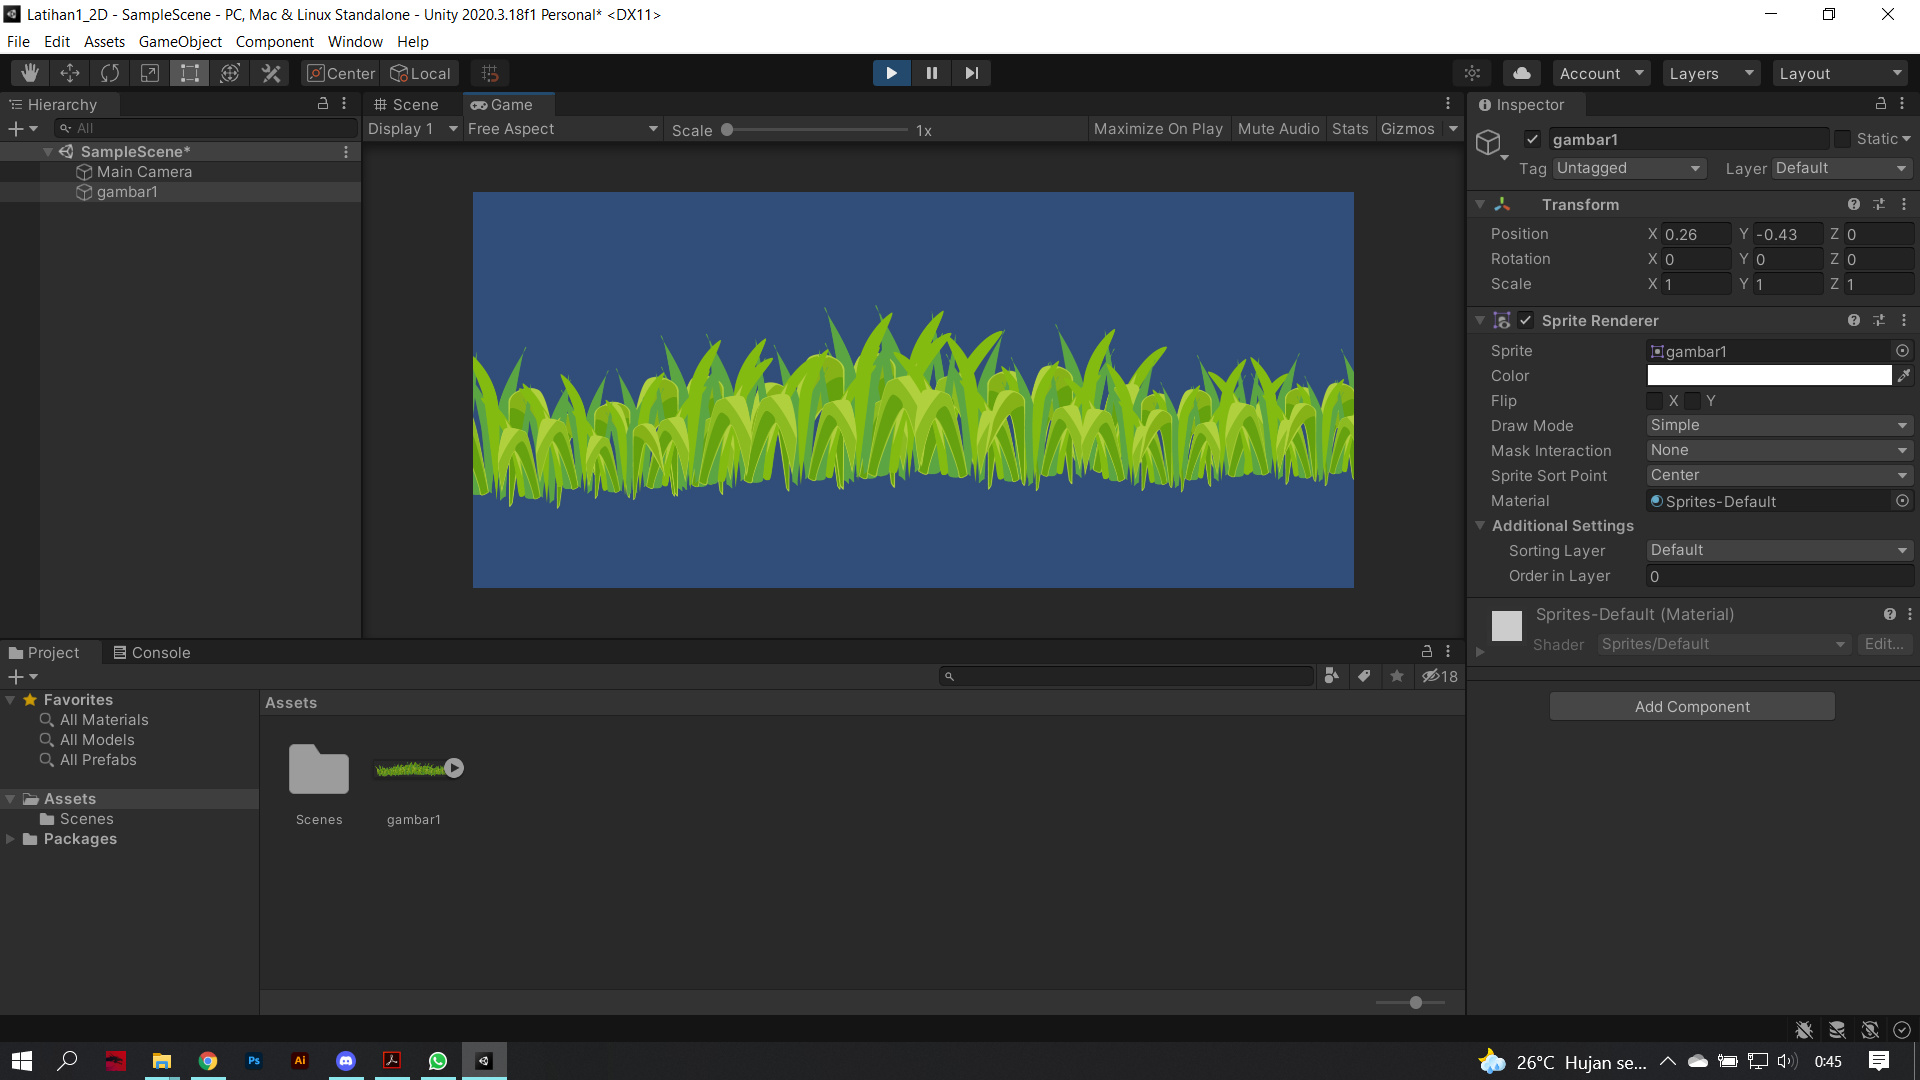 Latihan1_2D - SampleScene - PC, Mac & Linux Standalone - Unity 2020.3.18f1 Personal* <DX11>
File Edit Assets GameObject Component Window Help
Center Local Account Layers Layout
Hierarchy
All
SampleScene*
Main Camera
gambar1
Scene Game
Display 1 Free Aspect Scale 1x Maximize On Play Mute Audio Stats Gizmos
Inspector
gambar1 Static
Tag Untagged Layer Default
Transform
Position X 0.26 Y -0.43 Z 0
Rotation X 0 Y 0 Z 0
Scale X 1 Y 1 Z 1
Sprite Renderer
Sprite gambar1
Color
Flip X Y
Draw Mode Simple
Mask Interaction None
Sprite Sort Point Center
Material Sprites-Default
Additional Settings
Sorting Layer Default
Order in Layer 0
Sprites-Default (Material)
Shader Sprites/Default Edit...
Add Component
Project Console
18
Favorites
All Materials
All Models
All Prefabs
Assets
Scenes
Packages
Assets
Scenes gambar1
Ps Ai 26°C Hujan se... 0:45